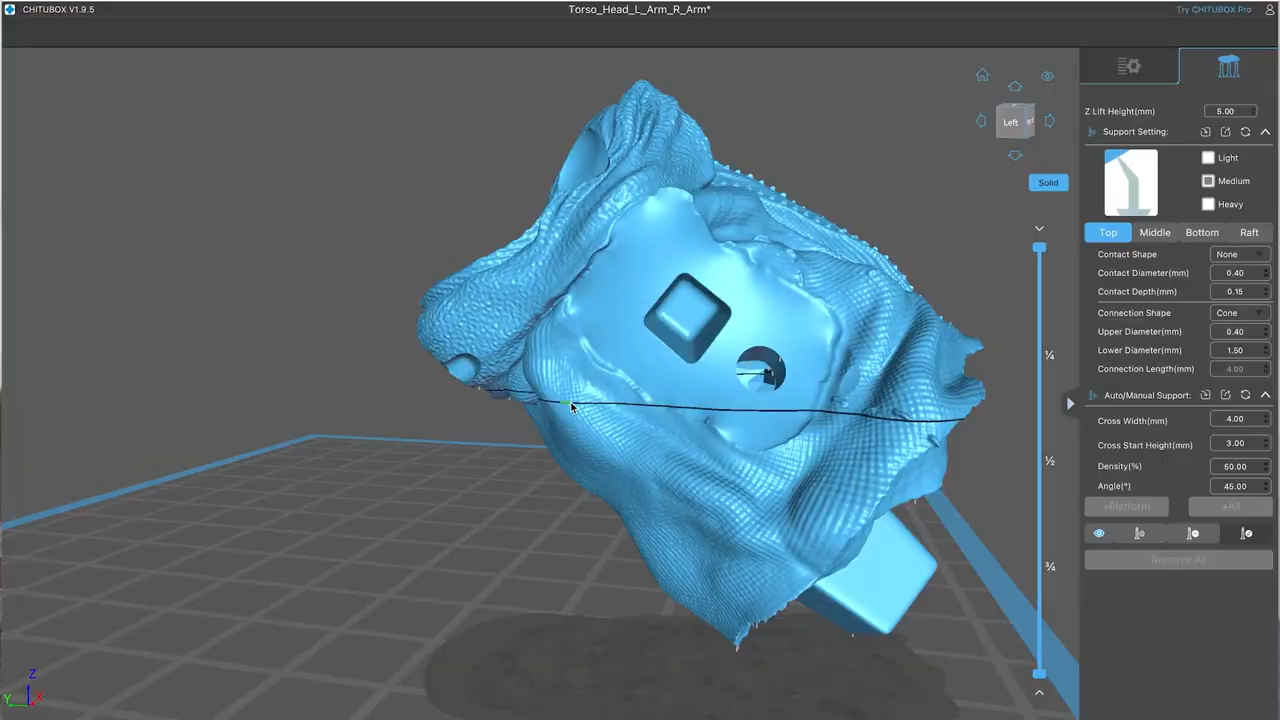 CHITUBOX V1.9.5
Torso_Head_L_Arm_R_Arm*
Try CHITUBOX Pro
Z Lift Height(mm) 5.00
Support Setting:
Light
Medium
Heavy
Left
Solid
Top Middle Bottom Raft
Contact Shape None
Contact Diameter(mm) 0.40
Contact Depth(mm) 0.15
Connection Shape Cone
Upper Diameter(mm) 0.40
Lower Diameter(mm) 1.50
Connection Length(mm) 4.00
Auto/Manual Support:
Cross Width(mm) 4.00
Cross Start Height(mm) 3.00
Density(%) 50.00
Angle(°) 45.00
+Platform +All
Remove All
¼
½
¾
Z
Y X